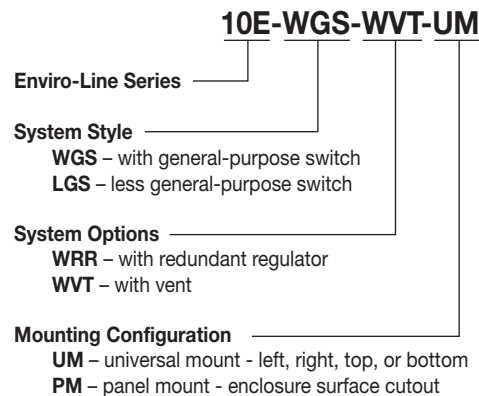 10E-WGS-WVT-UM
Enviro-Line Series
System Style
WGS – with general-purpose switch
LGS – less general-purpose switch
System Options
WRR – with redundant regulator
WVT – with vent
Mounting Configuration
UM – universal mount - left, right, top, or bottom
PM – panel mount - enclosure surface cutout